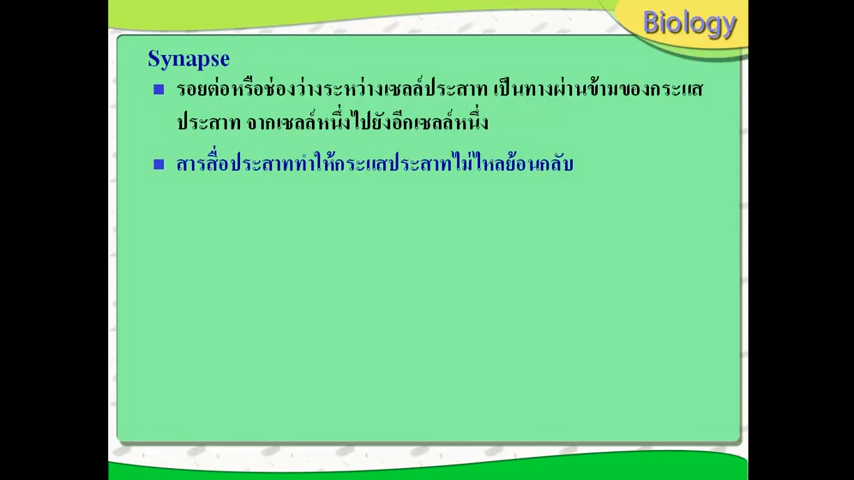 Biology
Synapse
รอยต่อหรือช่องว่างระหว่างเซลล์ประสาท เป็นทางผ่านข้ามของกระแส
ประสาท จากเซลล์หนึ่งไปยังอีกเซลล์หนึ่ง
สารสื่อประสาททำให้กระแสประสาทไม่ไหลย้อนกลับ